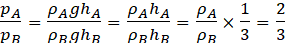 p_A/p_B = ρ_A g h_A/ρ_B g h_B = ρ_A h_A/ρ_B h_B = ρ_A/ρ_B × 1/3 = 2/3